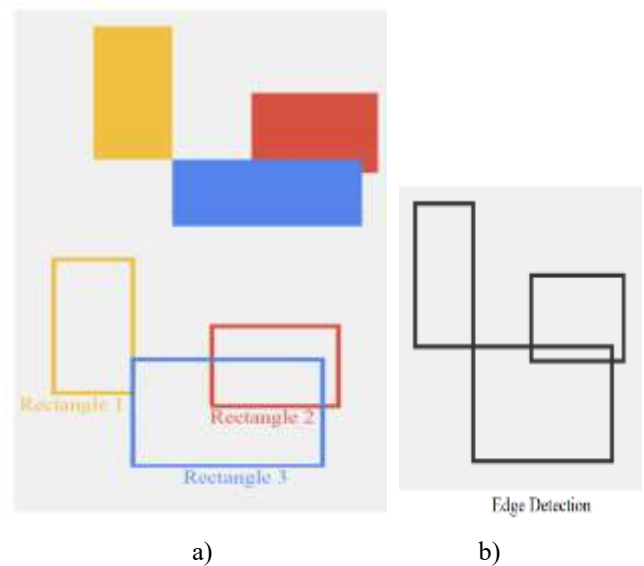 Rectangle 1
Rectangle 2
Rectangle 3
Edge Detection
a)
b)